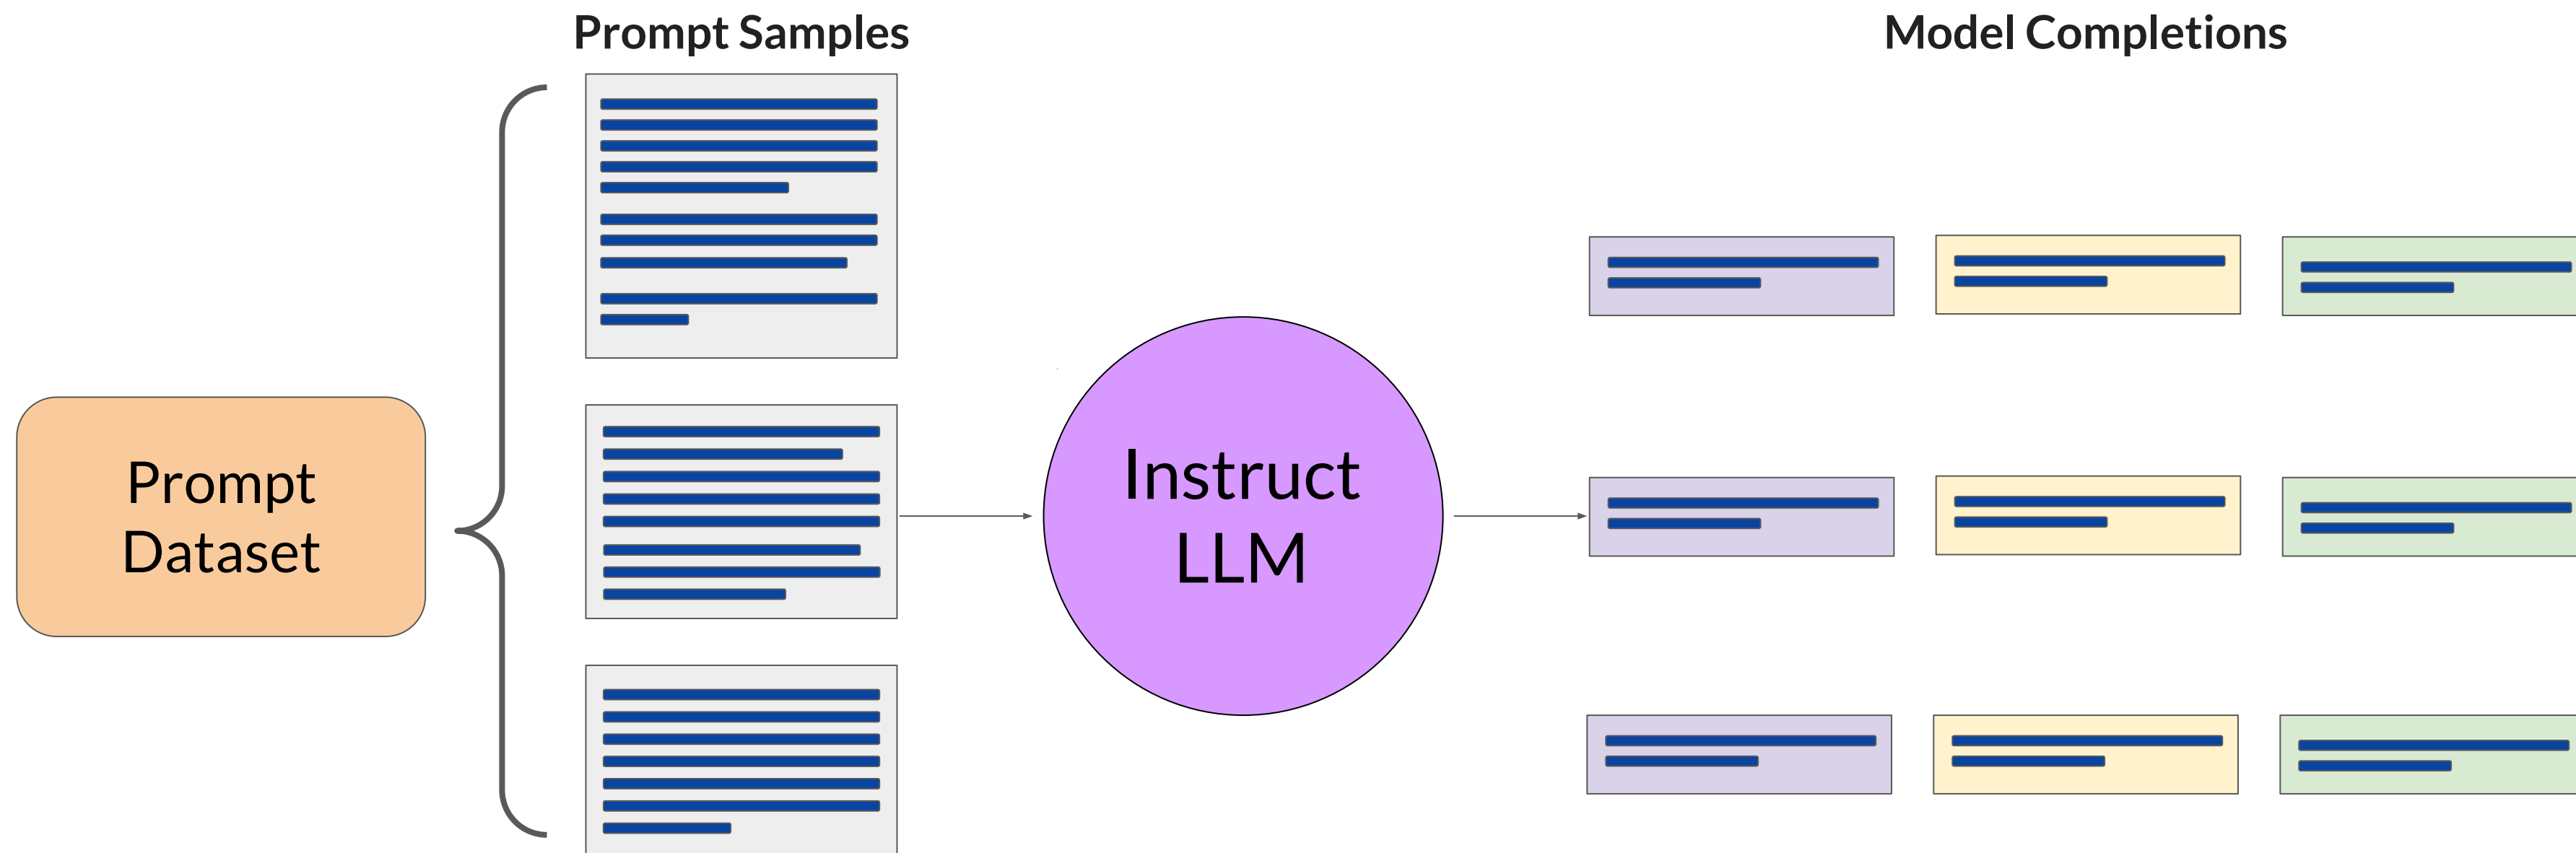 Prompt Samples
Model Completions
Prompt
Dataset
Instruct
LLM